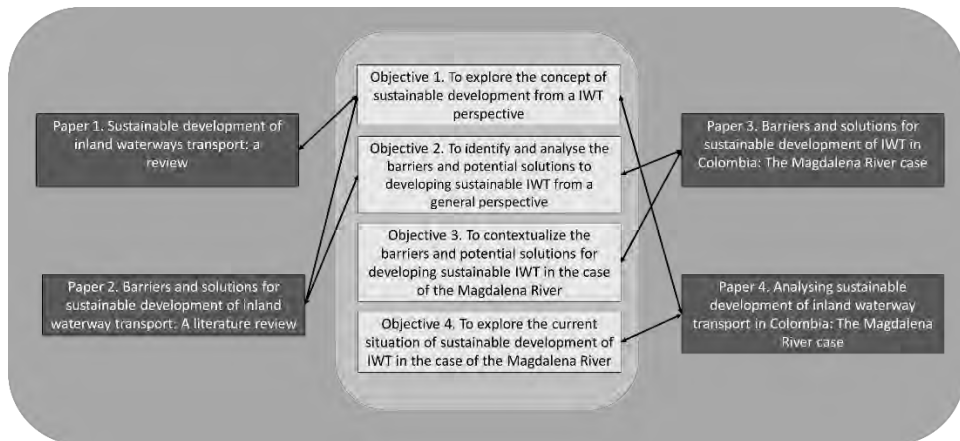 Paper 1. Sustainable development of
inland waterways transport: a
review
Paper 2. Barriers and solutions for
sustainable development of inland
waterway transport. A literature review
Objective 1. To explore the concept of
sustainable development from a IWT
perspective
Objective 2. To identify and analyse the
barriers and potential solutions to
developing sustainable IWT from a
general perspective
Objective 3. To contextualize the
barriers and potential solutions for
developing sustainable IWT in the case
of the Magdalena River
Objective 4. To explore the current
situation of sustainable development of
IWT in the case of the Magdalena River
Paper 3. Barriers and solutions for
sustainable development of IWT in
Colombia: The Magdalena River case
Paper 4. Analysing sustainable
development of inland waterway
transport in Colombia: The Magdalena
River case